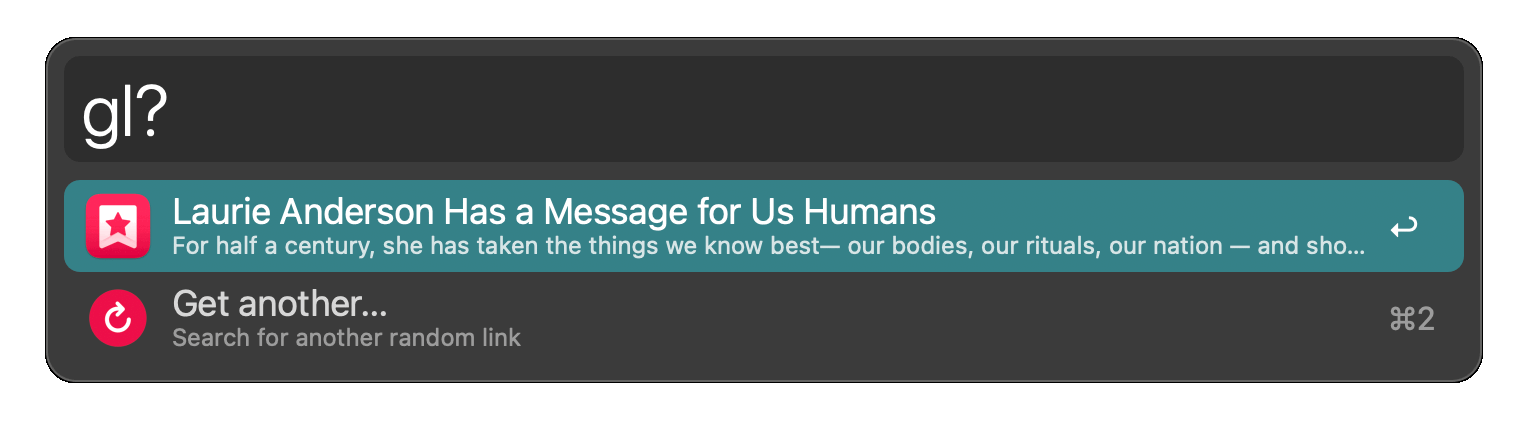 gl?
Laurie Anderson Has a Message for Us Humans
For half a century, she has taken the things we know best— our bodies, our rituals, our nation — and sho...
Get another...
⌘2
Search for another random link